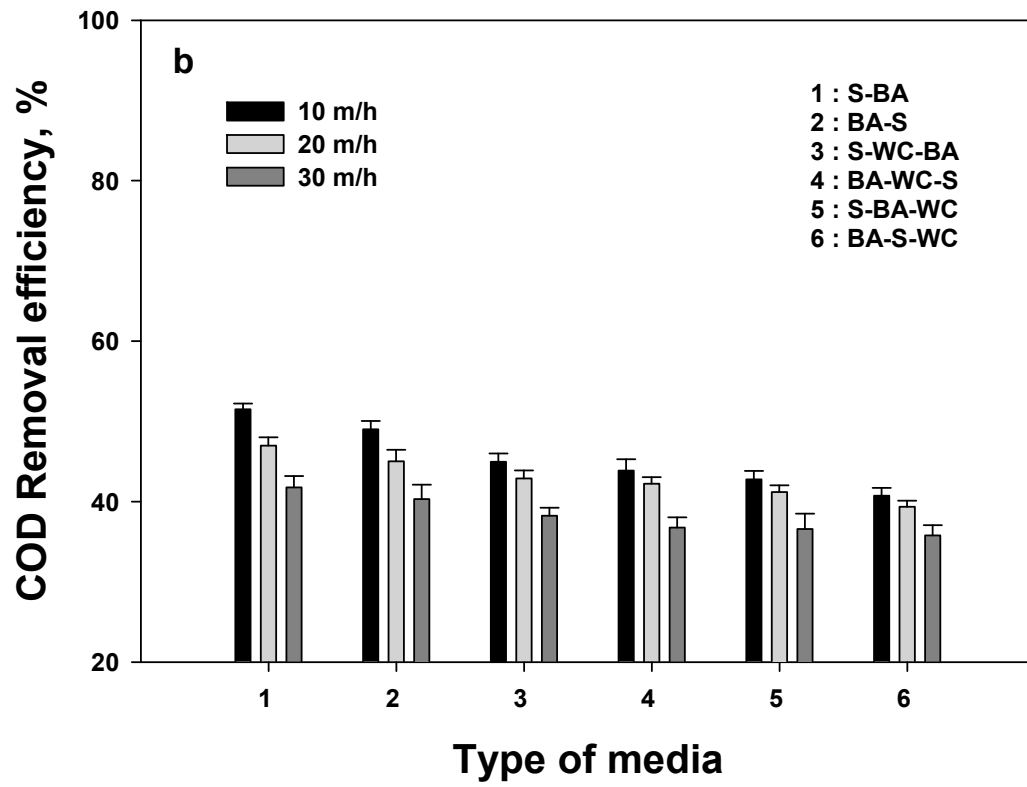 b
10 m/h
20 m/h
30 m/h
1 : S-BA
2 : BA-S
3 : S-WC-BA
4 : BA-WC-S
5 : S-BA-WC
6 : BA-S-WC
COD Removal efficiency, %
100
80
60
40
20
1 2 3 4 5 6
Type of media